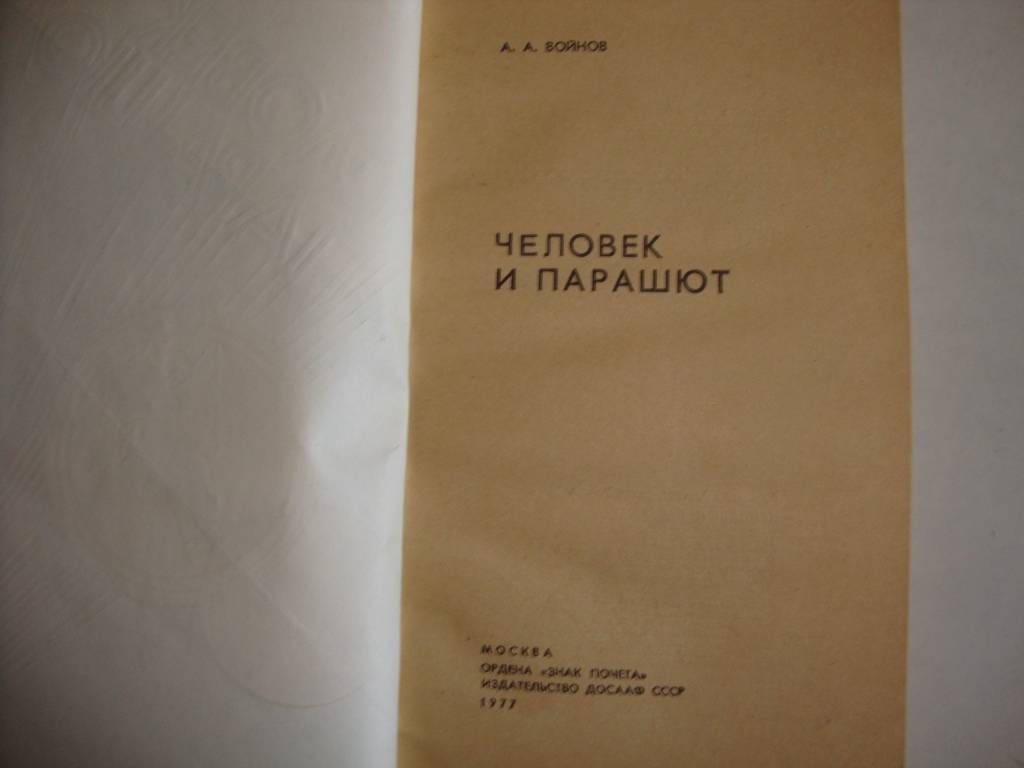 А. А. ВОЙНОВ
ЧЕЛОВЕК
И ПАРАШЮТ
МОСКВА
ОРДЕНА «ЗНАК ПОЧЕТА»
ИЗДАТЕЛЬСТВО ДОСААФ СССР
1977